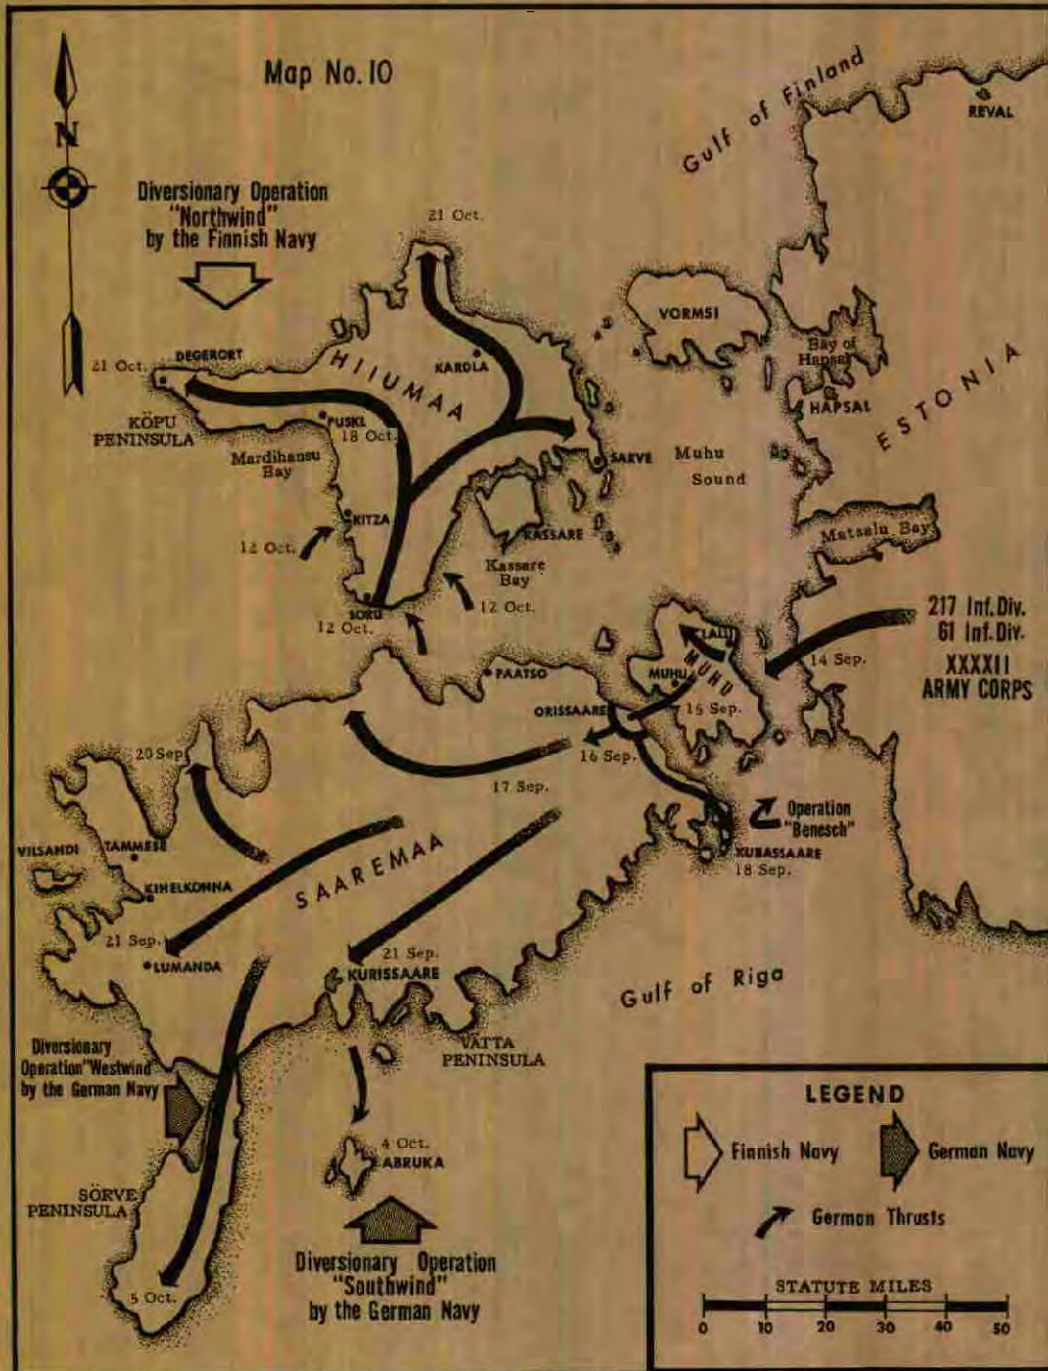 Map No. 10
N
Gulf of Finland
REVAL
Diversionary Operation
"Northwind"
by the Finnish Navy
21 Oct.
VORMSI
Bay of
Hapsal
HAPSAL
ESTONIA
21 Oct.
DEGERORT
HIIUMAA
KARDLA
KÖPU
PENINSULA
PUSKI
18 Oct.
Mardihansu
Bay
SARVE
Muhu
Sound
KITZA
12 Oct.
KASSARE
Matsalu Bay
Kassare
Bay
SORU
12 Oct.
12 Oct.
217 Inf. Div.
61 Inf. Div.
XXXXII
ARMY CORPS
14 Sep.
LALLI
MUHU
MUHU
PAATSO
ORISSAARE
15 Sep.
16 Sep.
20 Sep.
17 Sep.
Operation
"Benesch"
KUBASSAARE
18 Sep.
VILSANDI
TAMMESE
KIHELKONNA
SAAREMAA
21 Sep.
LUMANDA
21 Sep.
KURISSAARE
Gulf of Riga
VATTA
PENINSULA
Diversionary
Operation "Westwind"
by the German Navy
4 Oct.
ABRUKA
SÖRVE
PENINSULA
5 Oct.
Diversionary Operation
"Southwind"
by the German Navy
LEGEND
Finnish Navy
German Navy
German Thrusts
STATUTE MILES
0 10 20 30 40 50